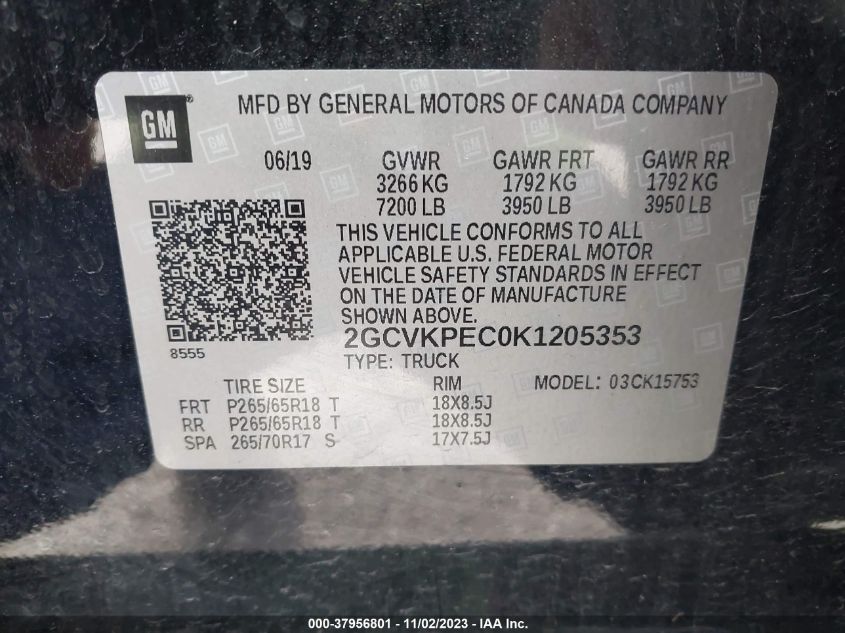 GM ®
MFD BY GENERAL MOTORS OF CANADA COMPANY
06/19 GVWR GAWR FRT GAWR RR
3266 KG 1792 KG 1792 KG
7200 LB 3950 LB 3950 LB
THIS VEHICLE CONFORMS TO ALL
APPLICABLE U.S. FEDERAL MOTOR
VEHICLE SAFETY STANDARDS IN EFFECT
ON THE DATE OF MANUFACTURE
SHOWN ABOVE.
2GCVKPEC0K1205353
8555
TYPE: TRUCK
TIRE SIZE RIM MODEL: 03CK15753
FRT P265/65R18 T 18X8.5J
RR P265/65R18 T 18X8.5J
SPA 265/70R17 S 17X7.5J
000-37956801 - 11/02/2023 - IAA Inc.